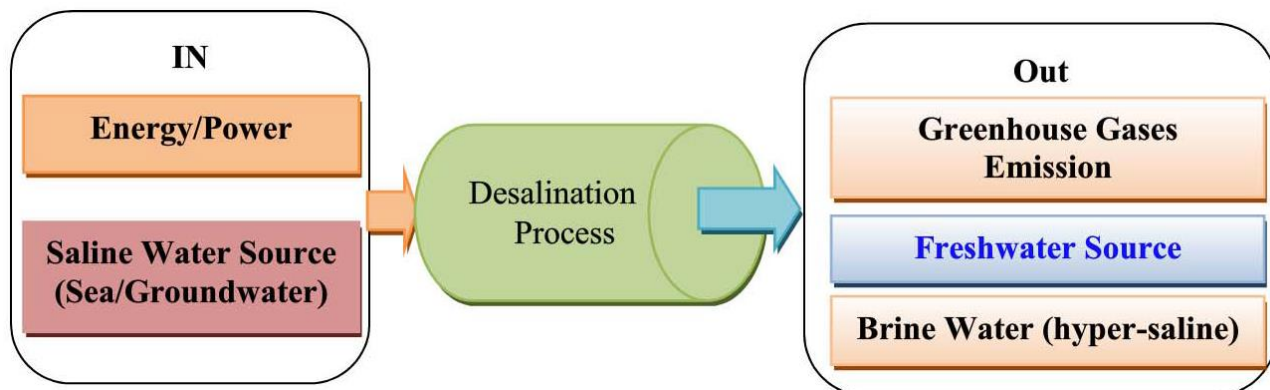 IN
Energy/Power
Saline Water Source
(Sea/Groundwater)
Desalination
Process
Out
Greenhouse Gases
Emission
Freshwater Source
Brine Water (hyper-saline)